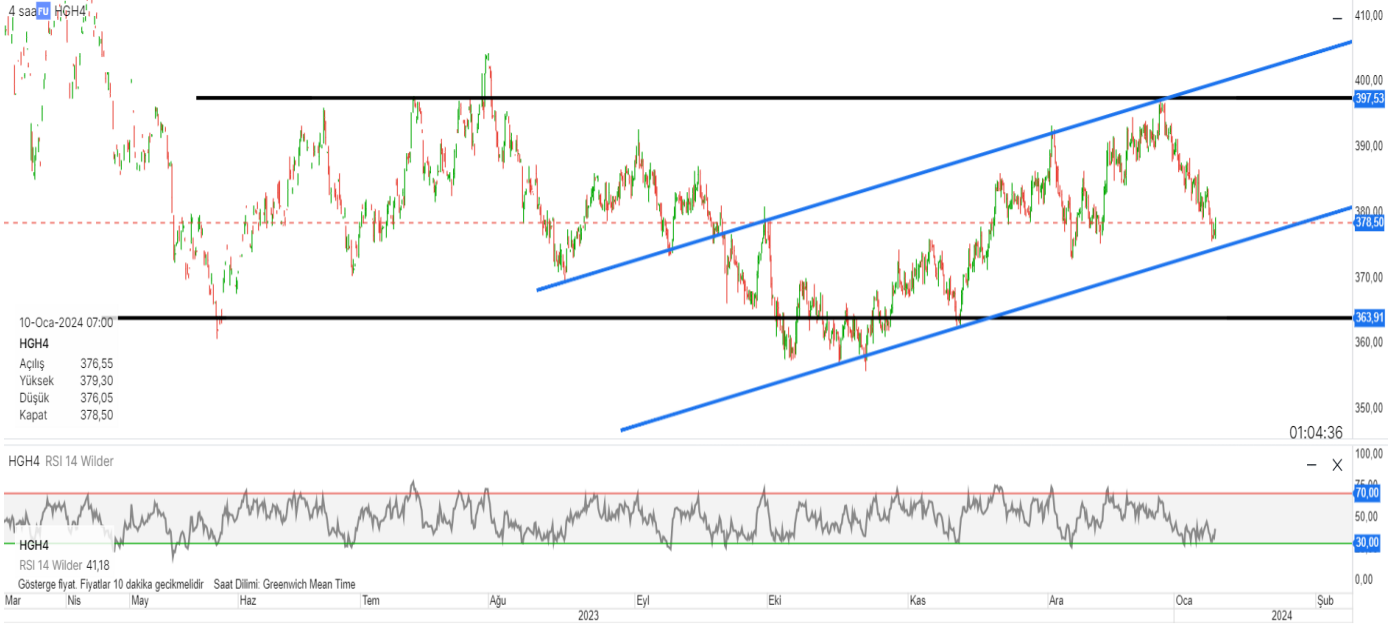 4 saa FU HGH4
410,00
400,00
397,53
390,00
380,00
378,50
370,00
363,91
360,00
350,00
10-Oca-2024 07:00
HGH4
Açılış 376,55
Yüksek 379,30
Düşük 376,05
Kapat 378,50
01:04:36
HGH4 RSI 14 Wilder
100,00
75,00
70,00
50,00
30,00
0,00
HGH4
RSI 14 Wilder 41,18
Gösterge fiyat. Fiyatlar 10 dakika gecikmelidir Saat Dilimi: Greenwich Mean Time
Mar Nis May Haz Tem Ağu Eyl Eki Kas Ara Oca Şub
2023 2024